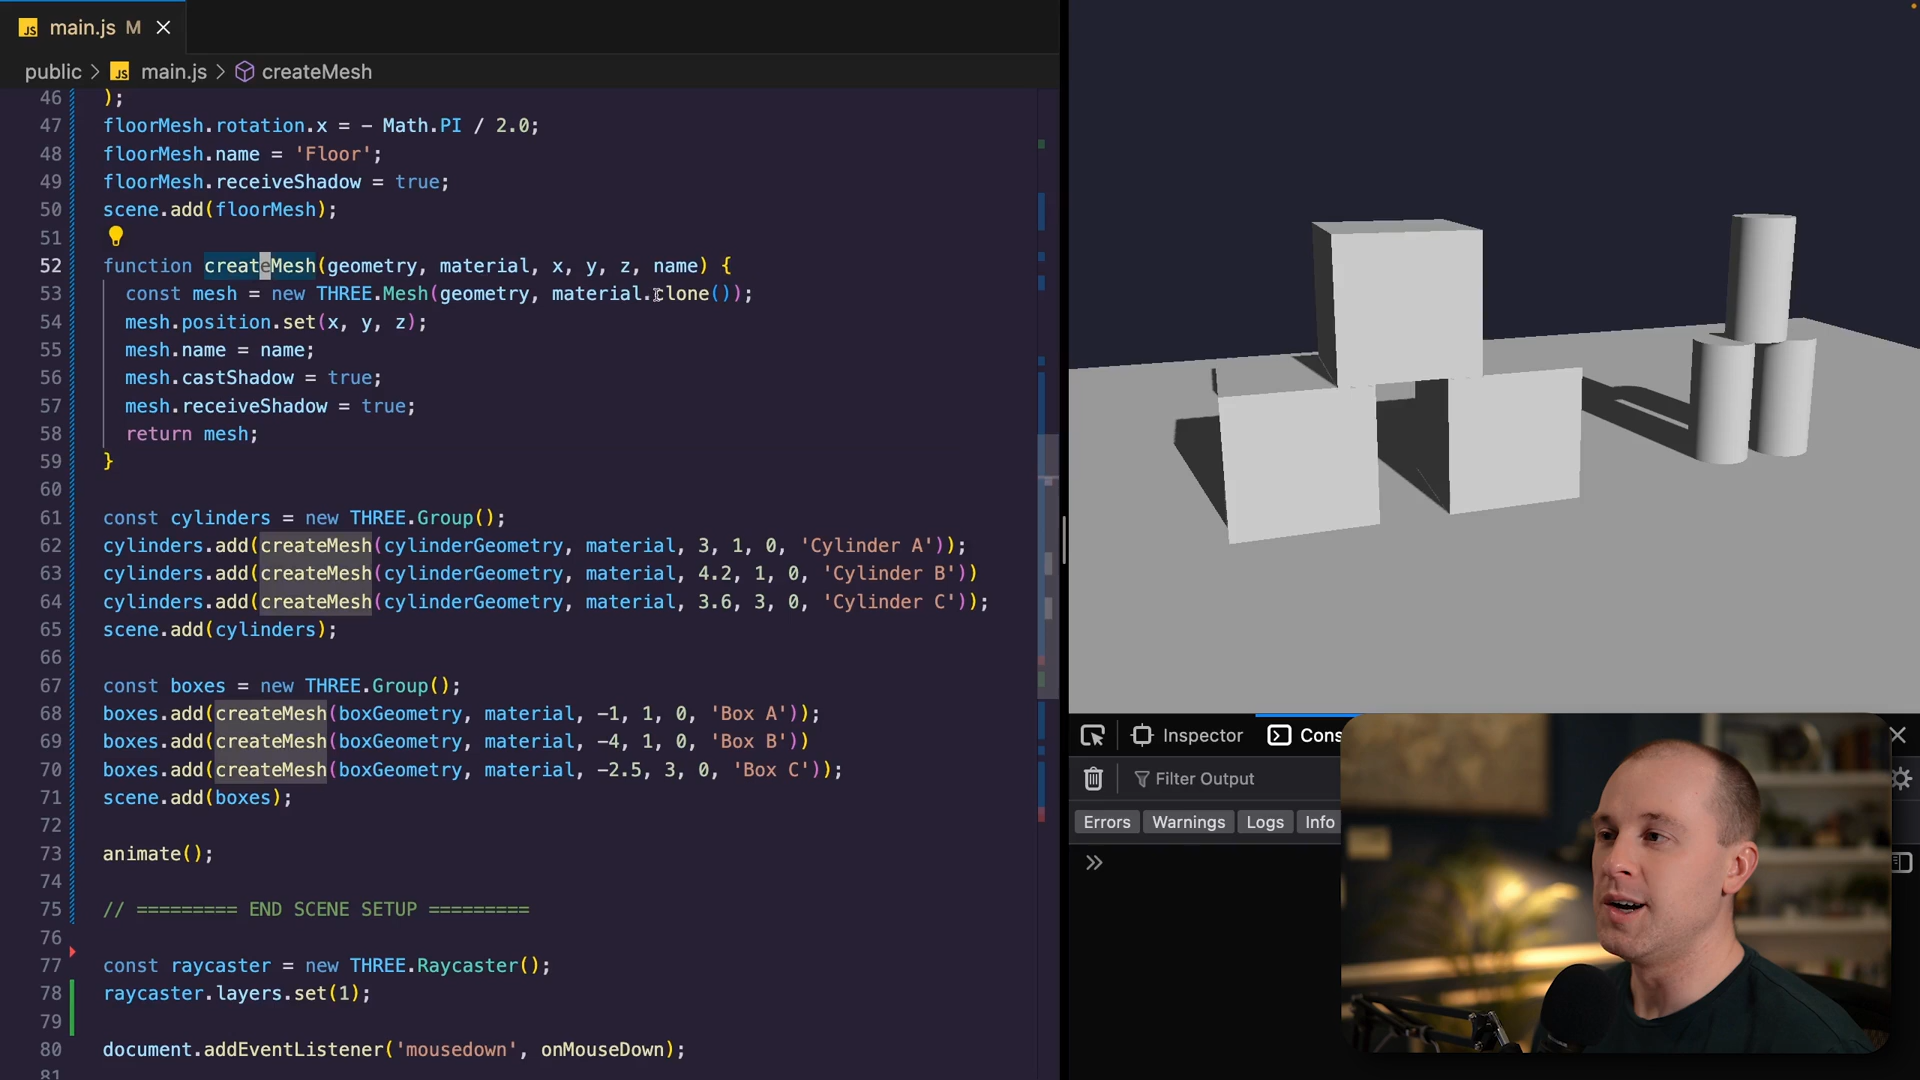 JS main.js M
public > JS main.js > createMesh
46 );
47 floorMesh.rotation.x = - Math.PI / 2.0;
48 floorMesh.name = 'Floor';
49 floorMesh.receiveShadow = true;
50 scene.add(floorMesh);
51
52 function createMesh(geometry, material, x, y, z, name) {
53 const mesh = new THREE.Mesh(geometry, material.clone());
54 mesh.position.set(x, y, z);
55 mesh.name = name;
56 mesh.castShadow = true;
57 mesh.receiveShadow = true;
58 return mesh;
59 }
60
61 const cylinders = new THREE.Group();
62 cylinders.add(createMesh(cylinderGeometry, material, 3, 1, 0, 'Cylinder A'));
63 cylinders.add(createMesh(cylinderGeometry, material, 4.2, 1, 0, 'Cylinder B'))
64 cylinders.add(createMesh(cylinderGeometry, material, 3.6, 3, 0, 'Cylinder C'));
65 scene.add(cylinders);
66
67 const boxes = new THREE.Group();
68 boxes.add(createMesh(boxGeometry, material, -1, 1, 0, 'Box A'));
69 boxes.add(createMesh(boxGeometry, material, -4, 1, 0, 'Box B'))
70 boxes.add(createMesh(boxGeometry, material, -2.5, 3, 0, 'Box C'));
71 scene.add(boxes);
72
73 animate();
74
75 // ========= END SCENE SETUP =========
76
77 const raycaster = new THREE.Raycaster();
78 raycaster.layers.set(1);
79
80 document.addEventListener('mousedown', onMouseDown);
81
Inspector Cons
Filter Output
Errors Warnings Logs Info